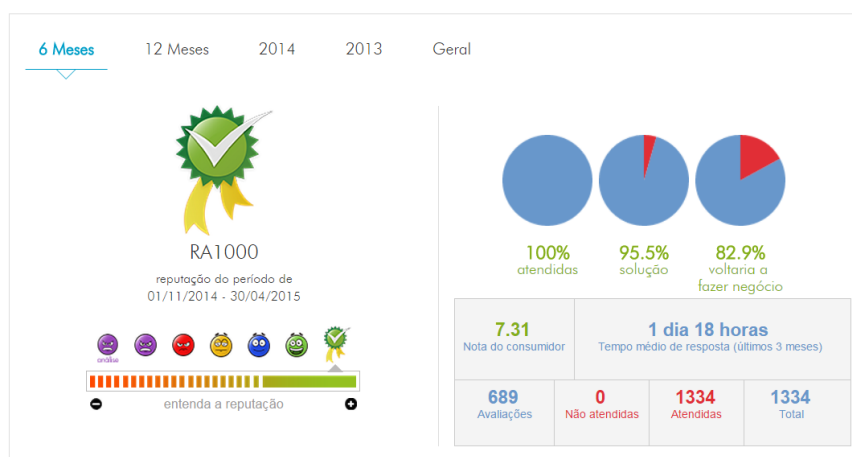 6 Meses
12 Meses
2014
2013
Geral
RA1000
reputação do período de
01/11/2014 - 30/04/2015
análise
entenda a reputação
100%
atendidas
95.5%
solução
82.9%
voltaria a
fazer negócio
7.31
Nota do consumidor
1 dia 18 horas
Tempo médio de resposta (últimos 3 meses)
689
Avaliações
0
Não atendidas
1334
Atendidas
1334
Total